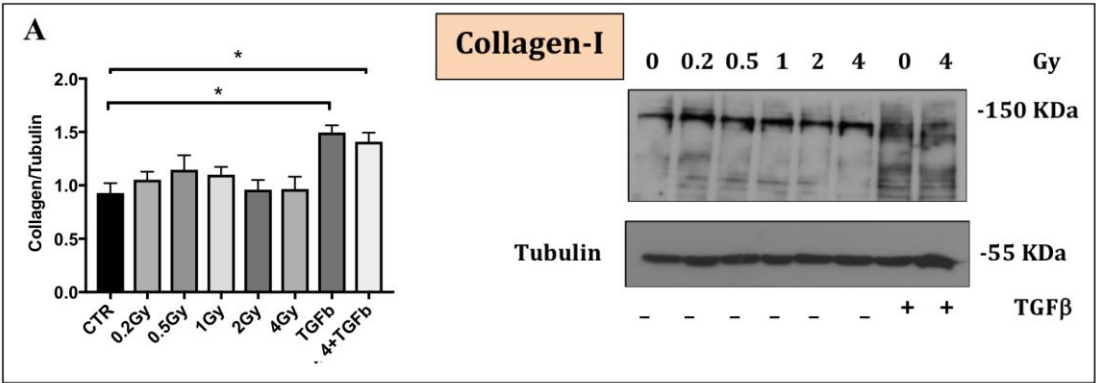 A
Collagen-I
0 0.2 0.5 1 2 4 0 4 Gy
-150 KDa
Tubulin
-55 KDa
– – – – – – + + TGFβ
*
*
2.0
1.5
1.0
0.5
0.0
Collagen/Tubulin
CTR
0.2Gy
0.5Gy
1Gy
2Gy
4Gy
TGFb
4+TGFb